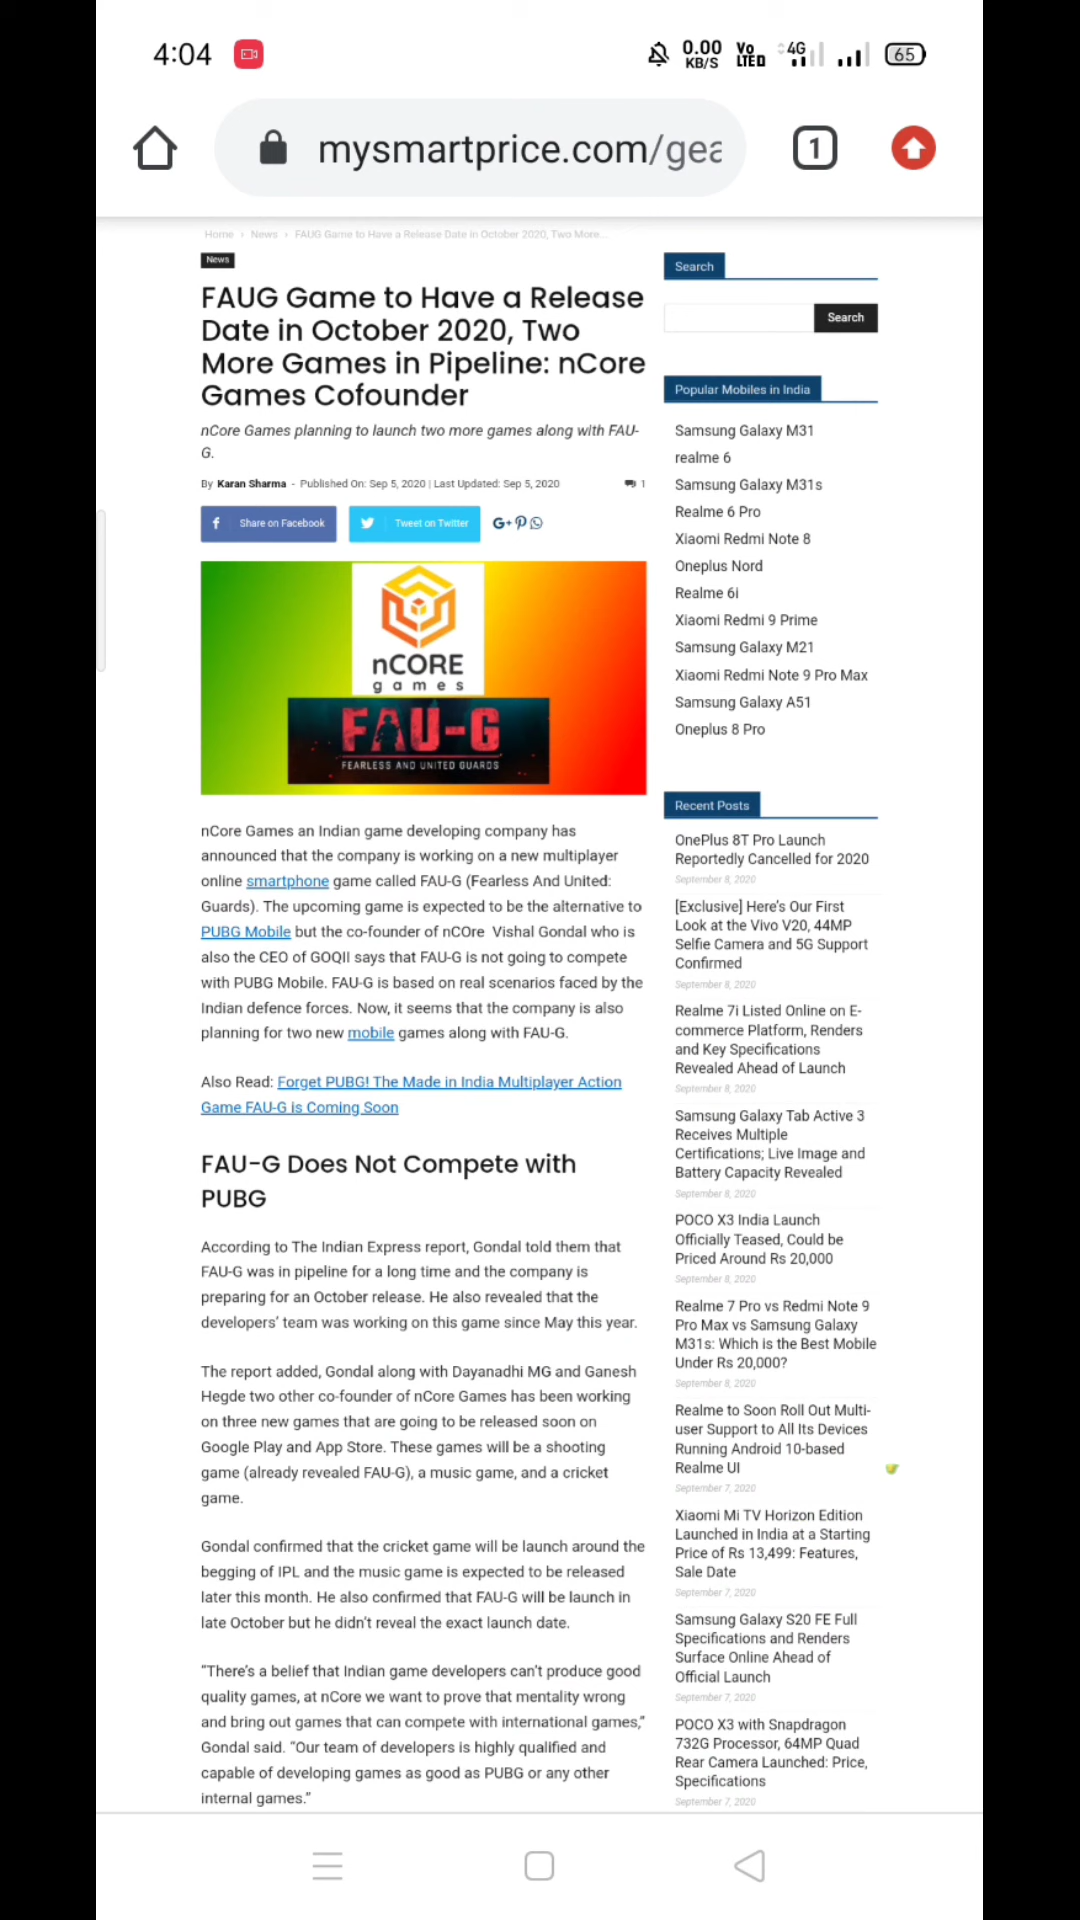 4:04
0.00
KB/S
Vo
LTE
4G
65
mysmartprice.com/gea
1
Home › News › FAUG Game to Have a Release Date in October 2020, Two More...
News
FAUG Game to Have a Release
Date in October 2020, Two
More Games in Pipeline: nCore
Games Cofounder
nCore Games planning to launch two more games along with FAU-
G.
By Karan Sharma - Published On: Sep 5, 2020 | Last Updated: Sep 5, 2020
1
Share on Facebook
Tweet on Twitter
G+
nCORE
games
FAU-G
FEARLESS AND UNITED GUARDS
nCore Games an Indian game developing company has
announced that the company is working on a new multiplayer
online smartphone game called FAU-G (Fearless And United:
Guards). The upcoming game is expected to be the alternative to
PUBG Mobile but the co-founder of nCOre Vishal Gondal who is
also the CEO of GOQII says that FAU-G is not going to compete
with PUBG Mobile. FAU-G is based on real scenarios faced by the
Indian defence forces. Now, it seems that the company is also
planning for two new mobile games along with FAU-G.
Also Read: Forget PUBG! The Made in India Multiplayer Action
Game FAU-G is Coming Soon
FAU-G Does Not Compete with
PUBG
According to The Indian Express report, Gondal told them that
FAU-G was in pipeline for a long time and the company is
preparing for an October release. He also revealed that the
developers' team was working on this game since May this year.
The report added, Gondal along with Dayanadhi MG and Ganesh
Hegde two other co-founder of nCore Games has been working
on three new games that are going to be released soon on
Google Play and App Store. These games will be a shooting
game (already revealed FAU-G), a music game, and a cricket
game.
Gondal confirmed that the cricket game will be launch around the
begging of IPL and the music game is expected to be released
later this month. He also confirmed that FAU-G will be launch in
late October but he didn't reveal the exact launch date.
"There's a belief that Indian game developers can't produce good
quality games, at nCore we want to prove that mentality wrong
and bring out games that can compete with international games,"
Gondal said. "Our team of developers is highly qualified and
capable of developing games as good as PUBG or any other
internal games."
Search
Search
Popular Mobiles in India
Samsung Galaxy M31
realme 6
Samsung Galaxy M31s
Realme 6 Pro
Xiaomi Redmi Note 8
Oneplus Nord
Realme 6i
Xiaomi Redmi 9 Prime
Samsung Galaxy M21
Xiaomi Redmi Note 9 Pro Max
Samsung Galaxy A51
Oneplus 8 Pro
Recent Posts
OnePlus 8T Pro Launch
Reportedly Cancelled for 2020
September 8, 2020
[Exclusive] Here's Our First
Look at the Vivo V20, 44MP
Selfie Camera and 5G Support
Confirmed
September 8, 2020
Realme 7i Listed Online on E-
commerce Platform, Renders
and Key Specifications
Revealed Ahead of Launch
September 8, 2020
Samsung Galaxy Tab Active 3
Receives Multiple
Certifications; Live Image and
Battery Capacity Revealed
September 8, 2020
POCO X3 India Launch
Officially Teased, Could be
Priced Around Rs 20,000
September 8, 2020
Realme 7 Pro vs Redmi Note 9
Pro Max vs Samsung Galaxy
M31s: Which is the Best Mobile
Under Rs 20,000?
September 8, 2020
Realme to Soon Roll Out Multi-
user Support to All Its Devices
Running Android 10-based
Realme UI
September 7, 2020
Xiaomi Mi TV Horizon Edition
Launched in India at a Starting
Price of Rs 13,499: Features,
Sale Date
September 7, 2020
Samsung Galaxy S20 FE Full
Specifications and Renders
Surface Online Ahead of
Official Launch
September 7, 2020
POCO X3 with Snapdragon
732G Processor, 64MP Quad
Rear Camera Launched: Price,
Specifications
September 7, 2020